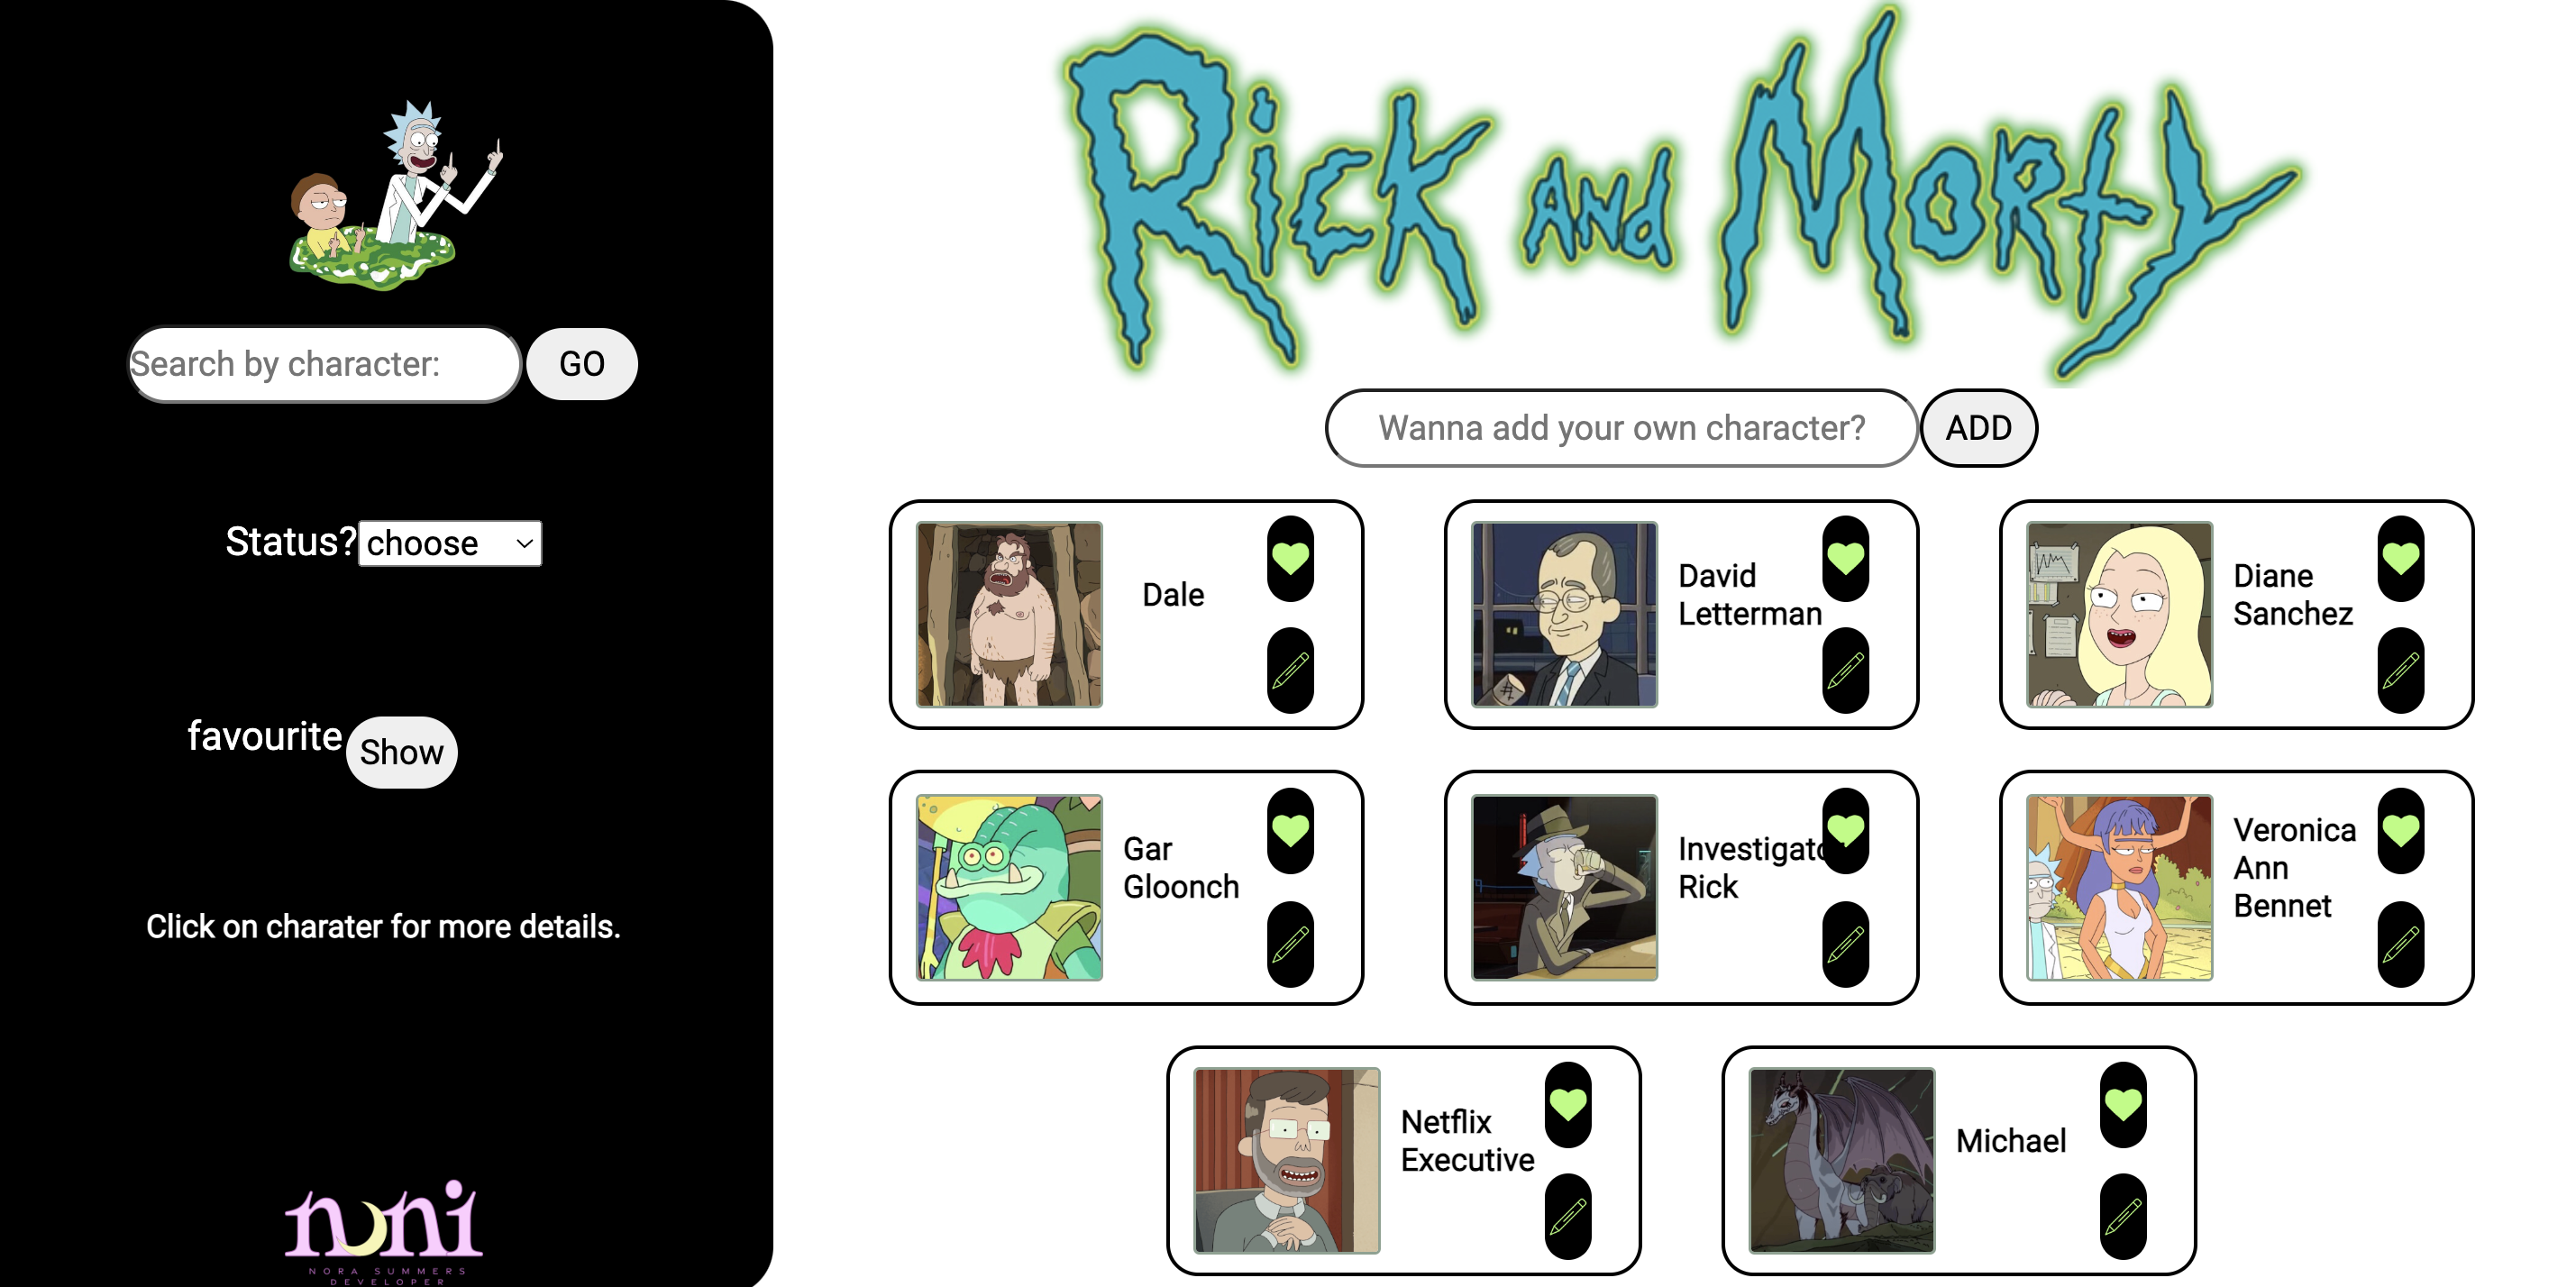 Rick and Morty
Search by character:
GO
Wanna add your own character?
ADD
Status?
choose
favourite
Show
Click on charater for more details.
Dale
David
Letterman
Diane
Sanchez
Gar
Gloonch
Investigato
Rick
Veronica
Ann
Bennet
Netflix
Executive
Michael
noni
NORA SUMMERS
DEVELOPER